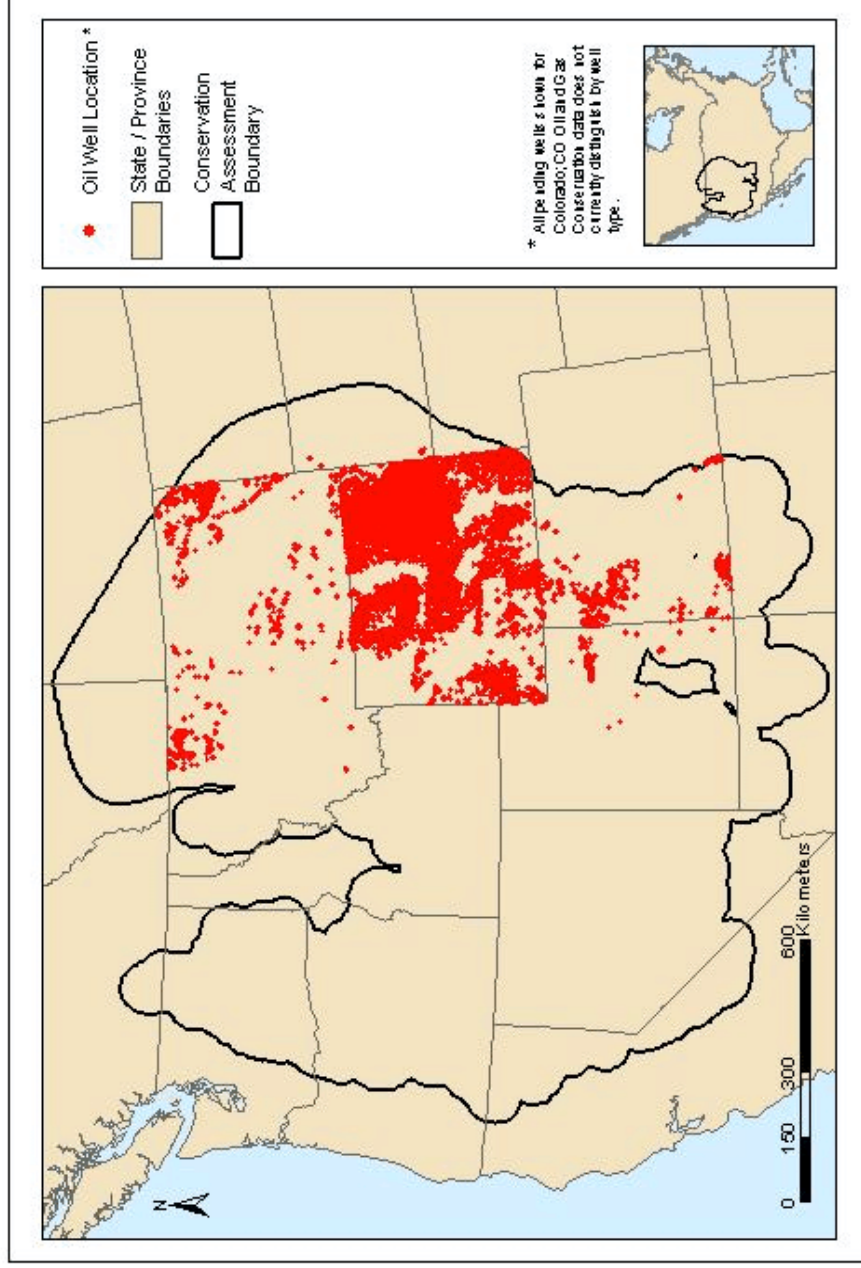 Oil Well Location *
State / Province
Boundaries
Conservation
Assessment
Boundary
* All pending wells shown for
Colorado; CO Oil and Gas
Conservation data does not
currently distinguish by well
type.
N
0 150 300 600
Kilometers